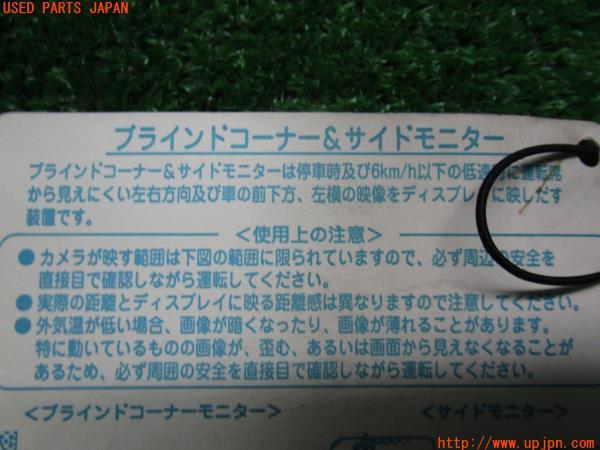 USED PARTS JAPAN
ブラインドコーナー＆サイドモニター
ブラインドコーナー＆サイドモニターは停車時及び6km/h以下の低速時に運転席
から見えにくい左右方向及び車の前下方、左横の映像をディスプレイに映しだす
装置です。
＜使用上の注意＞
●カメラが映す範囲は下図の範囲に限られていますので、必ず周辺の安全を
直接目で確認しながら運転してください。
●実際の距離とディスプレイに映る距離感は異なりますので注意してください。
●外気温が低い場合、画像が暗くなったり、画像が薄れることがあります。
特に動いているものの画像が、歪む、あるいは画面から見えなくなることが
あるため、必ず周囲の安全を直接目で確認しながら運転してください。
＜ブラインドコーナーモニター＞
＜サイドモニター＞
http://www.upjpn.com/